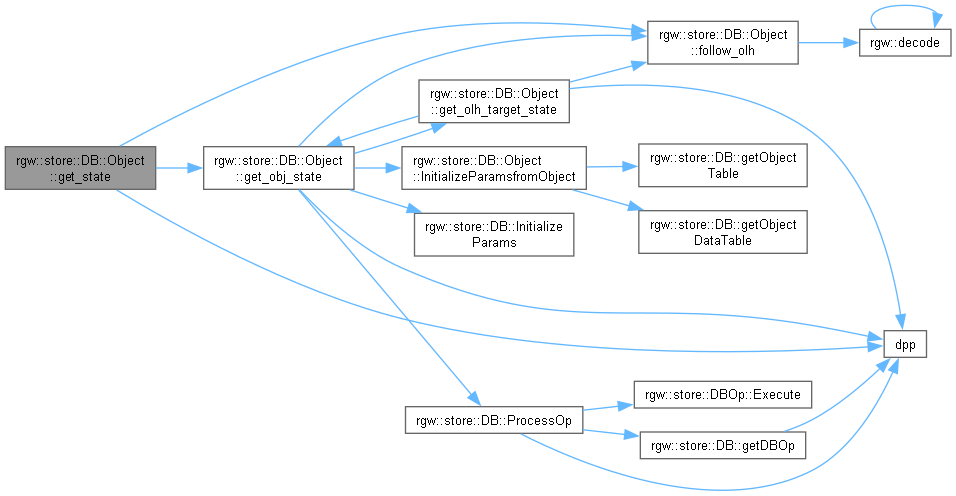 rgw::store::DB::Object
::get_state
rgw::store::DB::Object
::get_obj_state
rgw::store::DB::Object
::get_olh_target_state
rgw::store::DB::Object
::InitializeParamsfromObject
rgw::store::DB::Initialize
Params
rgw::store::DB::ProcessOp
rgw::store::DB::Object
::follow_olh
rgw::store::DB::getObject
Table
rgw::store::DB::getObject
DataTable
rgw::store::DBOp::Execute
rgw::store::DB::getDBOp
rgw::decode
dpp